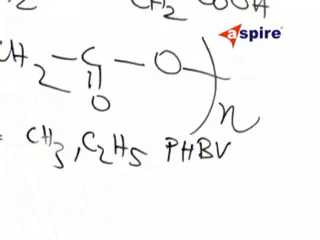 CH2 COOH
aspire
CH2 — C — O
O
n
= CH3, C2H5 PHBV